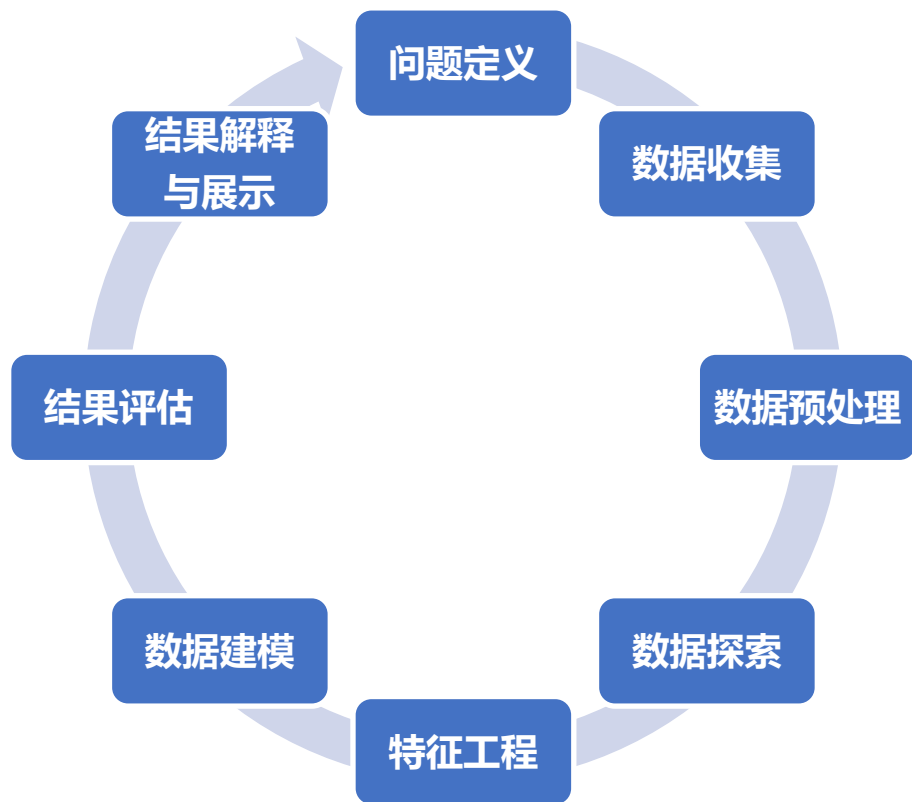 问题定义
数据收集
数据预处理
数据探索
特征工程
数据建模
结果评估
结果解释
与展示